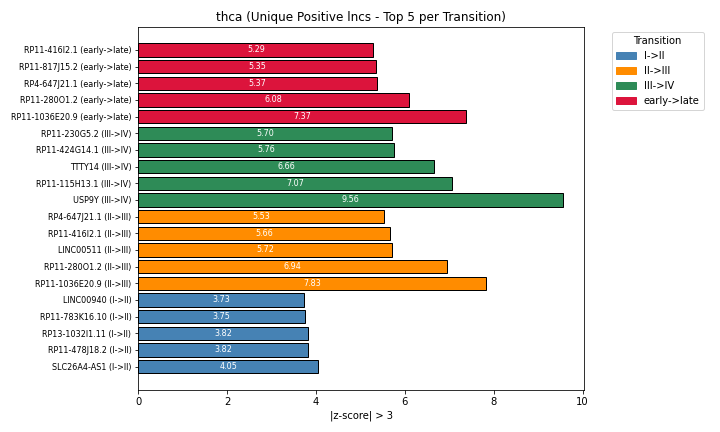 thca (Unique Positive lncs - Top 5 per Transition)
RP11-416I2.1 (early->late) 5.29
RP11-817J15.2 (early->late) 5.35
RP4-647J21.1 (early->late) 5.37
RP11-280O1.2 (early->late) 6.08
RP11-1036E20.9 (early->late) 7.37
RP11-230G5.2 (III->IV) 5.70
RP11-424G14.1 (III->IV) 5.76
TTTY14 (III->IV) 6.66
RP11-115H13.1 (III->IV) 7.07
USP9Y (III->IV) 9.56
RP4-647J21.1 (II->III) 5.53
RP11-416I2.1 (II->III) 5.66
LINC00511 (II->III) 5.72
RP11-280O1.2 (II->III) 6.94
RP11-1036E20.9 (II->III) 7.83
LINC00940 (I->II) 3.73
RP11-783K16.10 (I->II) 3.75
RP13-1032I1.11 (I->II) 3.82
RP11-478J18.2 (I->II) 3.82
SLC26A4-AS1 (I->II) 4.05
0 2 4 6 8 10
|z-score| > 3
Transition
I->II
II->III
III->IV
early->late